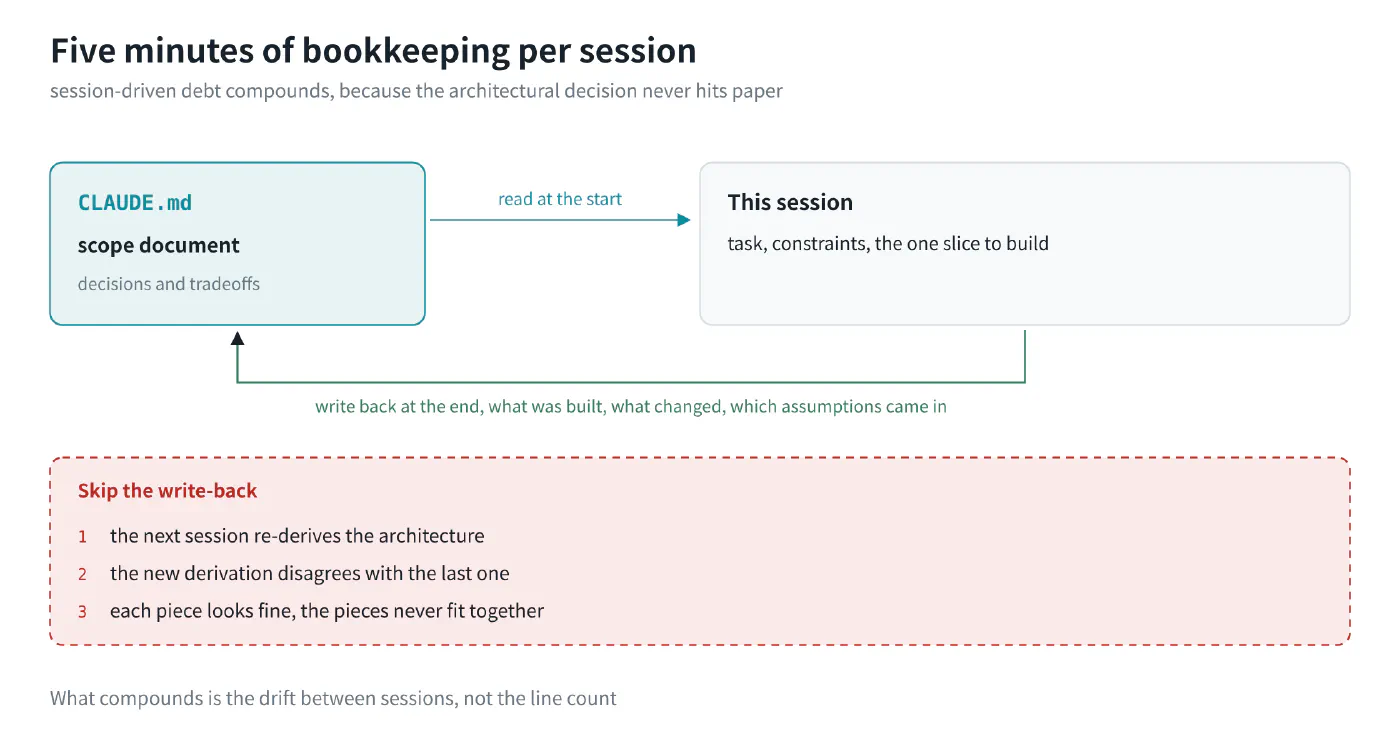 Five minutes of bookkeeping per session
session-driven debt compounds, because the architectural decision never hits paper
CLAUDE.md
scope document
decisions and tradeoffs
read at the start
This session
task, constraints, the one slice to build
write back at the end, what was built, what changed, which assumptions came in
Skip the write-back
1 the next session re-derives the architecture
2 the new derivation disagrees with the last one
3 each piece looks fine, the pieces never fit together
What compounds is the drift between sessions, not the line count